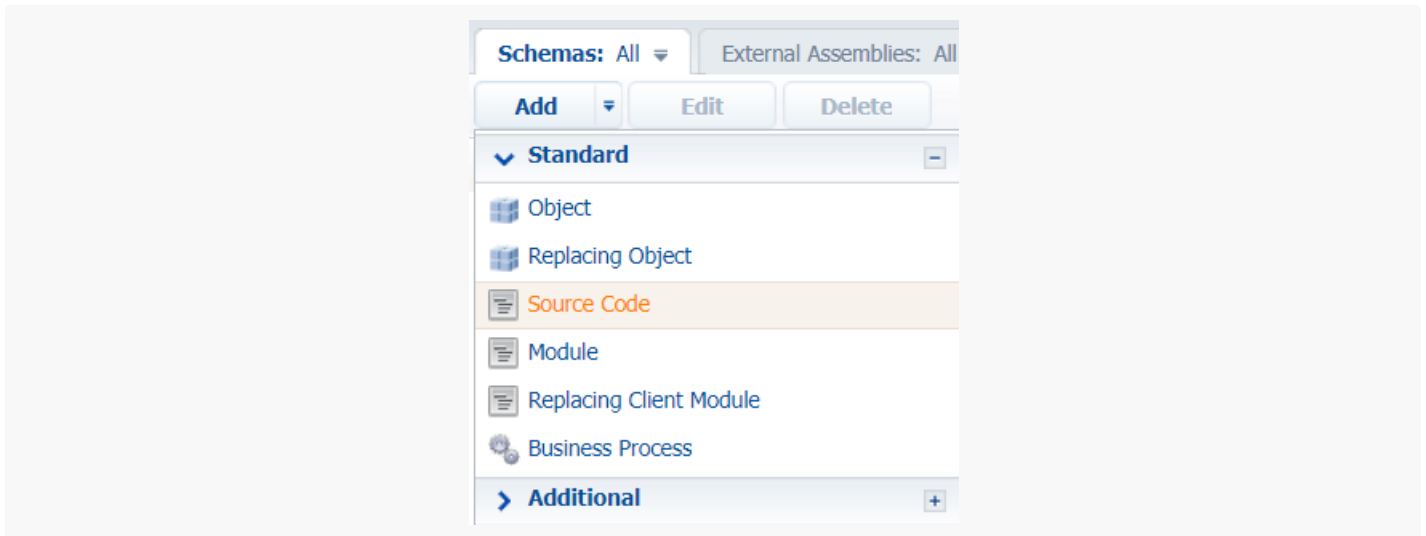 Schemas: All External Assemblies: All
Add Edit Delete
Standard
Object
Replacing Object
Source Code
Module
Replacing Client Module
Business Process
Additional